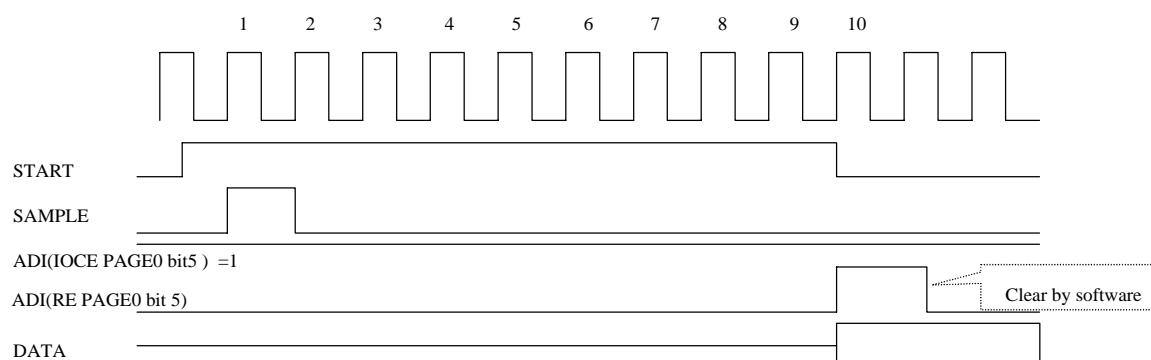 1 2 3 4 5 6 7 8 9 10
START
SAMPLE
ADI(IOCE PAGE0 bit5 ) =1
ADI(RE PAGE0 bit 5)
Clear by software
DATA